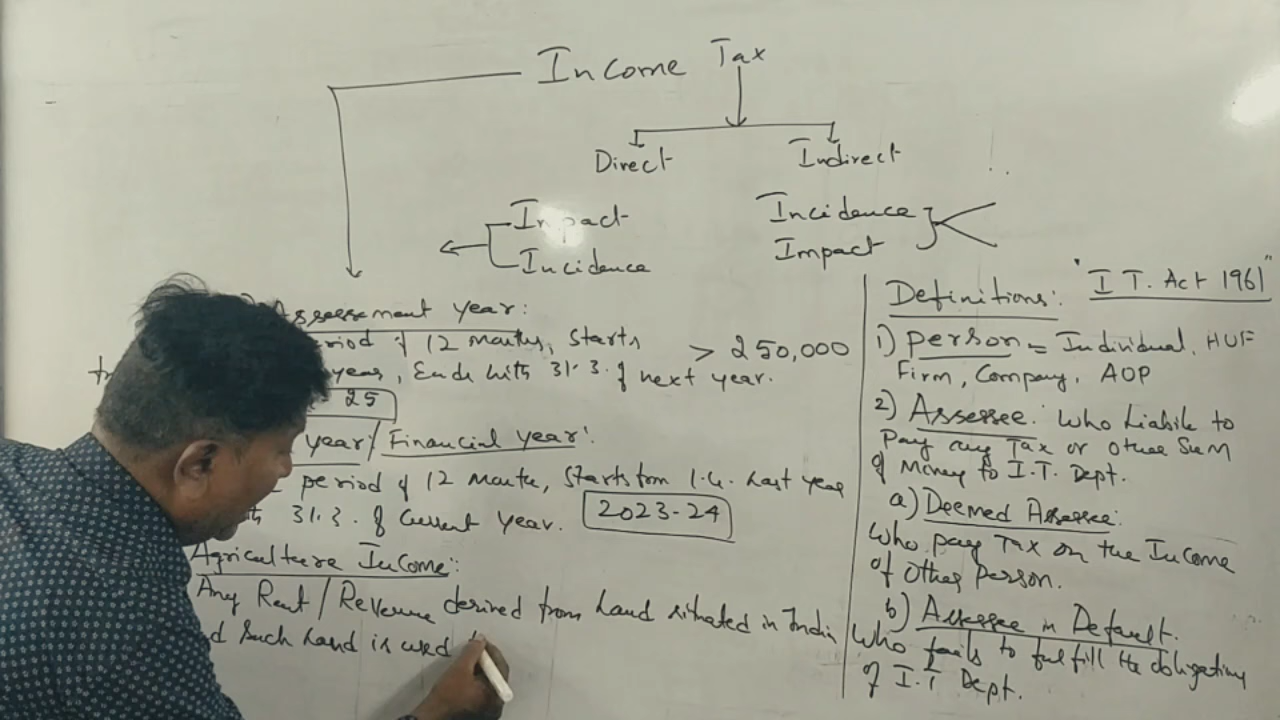 Income Tax
Direct Indirect
Impact
Incidence
Incidence
Impact
Assessment year:
12 Months, Starts
year, Ends with 31.3. of next year.
25
> 250,000
year/Financial year:
period of 12 Months, Starts from 1.4. Last year
31.3. of Current year. 2023-24
Agriculture Income:
Any Rent/Revenue derived from Land situated in India
Such Land is used
"I T. Act 1961"
Definitions:
1) person = Individual, HUF
Firm, Company, AOP
2) Assessee: Who Liable to
Pay any Tax or Other Sum
of Money to I.T. Dept.
a) Deemed Assessee:
Who pay Tax on the Income
of Other Person.
b) Assessee in Default.
Who fails to fulfill the obligations
of I.T Dept.